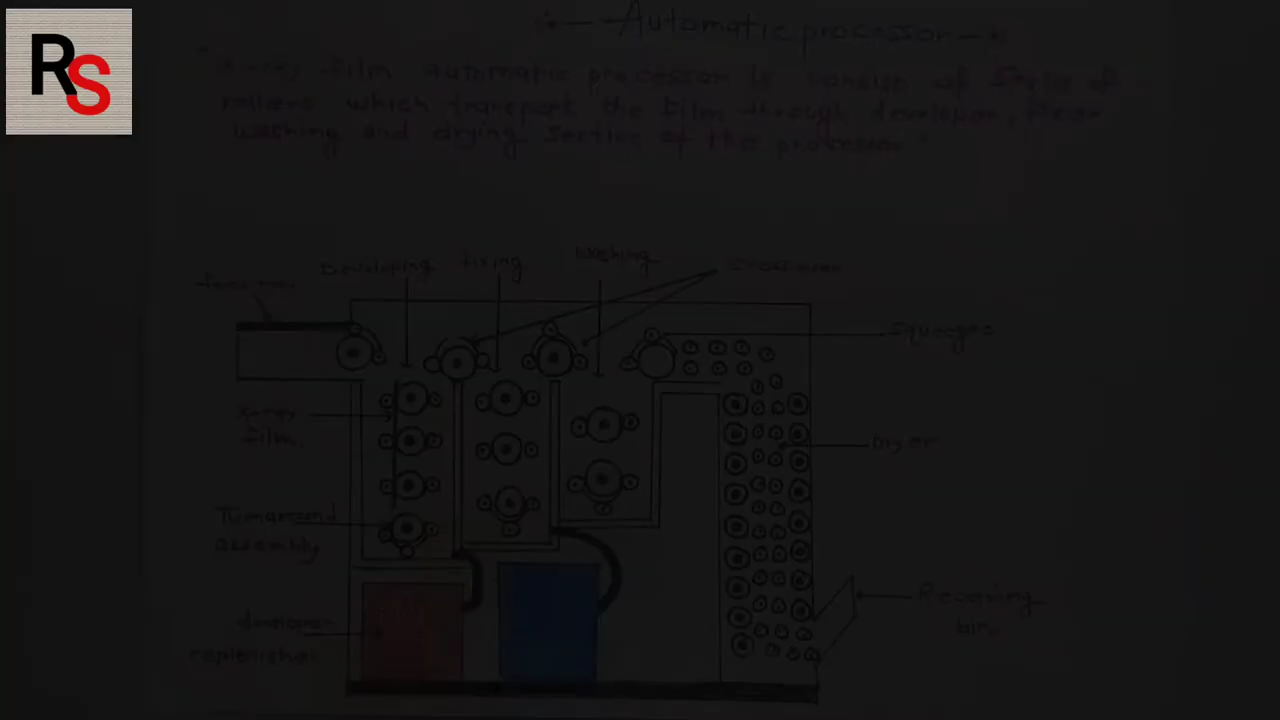 RS
Automatic processor
X-ray film automatic processor is consist of Series of
rollers which transport the film through developer, fixer
washing and drying section of the processor
Developing
fixing
washing
Crossover
Squeegee
X-ray
film
Turnaround
assembly
Dryer
Receiving
bin
developer
replenisher